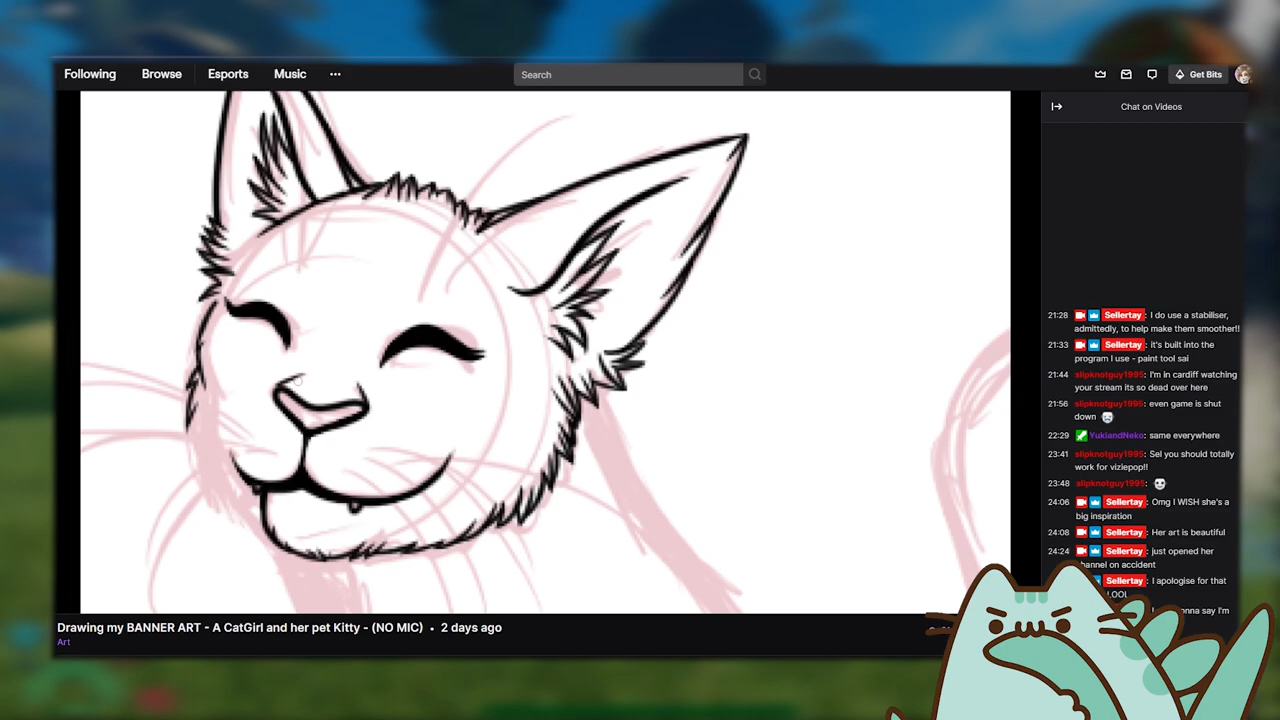 Following Browse Esports Music ···
Search
Get Bits
Chat on Videos
21:28 Sellertay: I do use a stabiliser,
admittedly, to help make them smoother!!
21:33 Sellertay: it's built into the
program I use - paint tool sai
21:44 slipknotguy1995: I'm in cardiff watching
your stream its so dead over here
21:56 slipknotguy1995: even game is shut
down
22:29 YukiandNeko: same everywhere
23:41 slipknotguy1995: Sel you should totally
work for viziepop!!
23:48 slipknotguy1995:
24:06 Sellertay: Omg I WISH she's a
big inspiration
24:08 Sellertay: Her art is beautiful
24:24 Sellertay: just opened her
channel on accident
Sellertay: I apologise for that
LOOL
gonna say I'm
Drawing my BANNER ART - A CatGirl and her pet Kitty - (NO MIC) • 2 days ago
Art